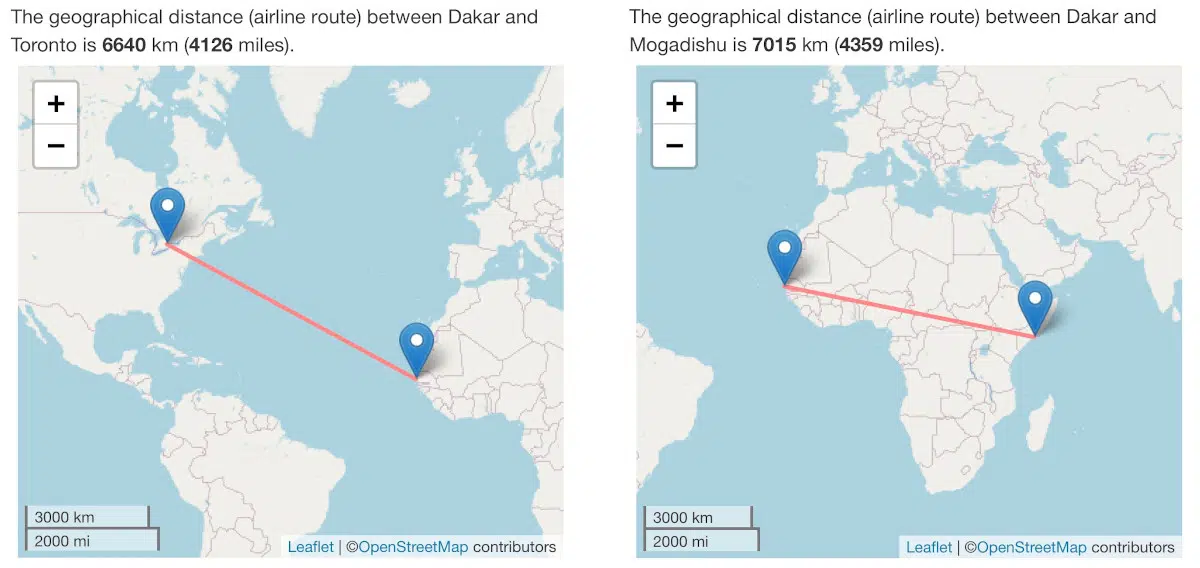 The geographical distance (airline route) between Dakar and
Toronto is 6640 km (4126 miles).
+
−
3000 km
2000 mi
Leaflet | ©OpenStreetMap contributors
The geographical distance (airline route) between Dakar and
Mogadishu is 7015 km (4359 miles).
+
−
3000 km
2000 mi
Leaflet | ©OpenStreetMap contributors